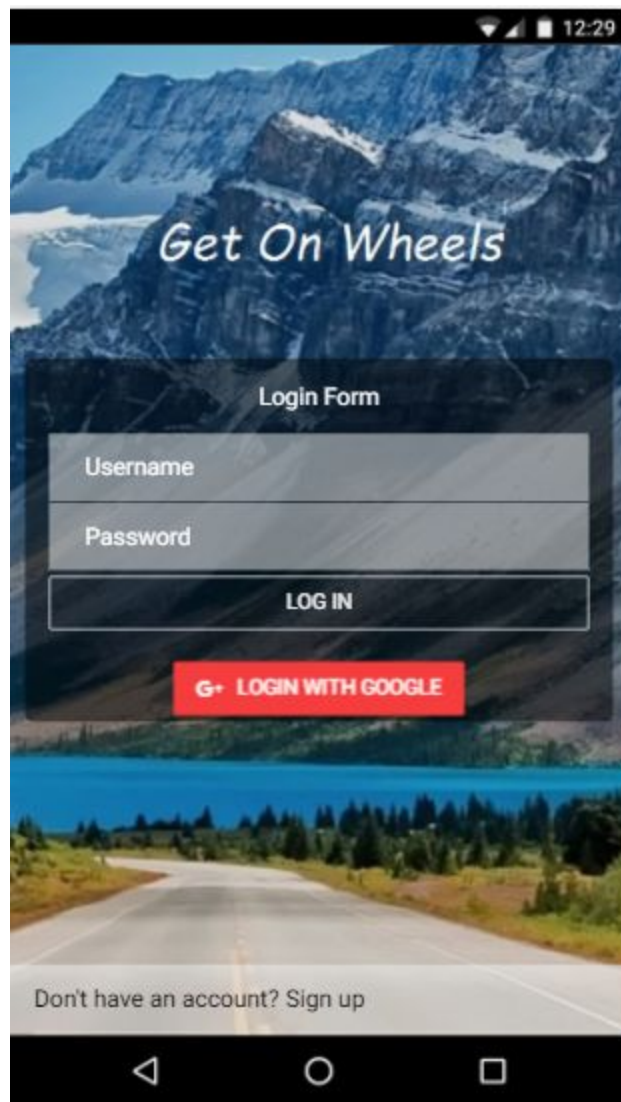 12:29
Get On Wheels
Login Form
Username
Password
LOG IN
G+ LOGIN WITH GOOGLE
Don't have an account? Sign up